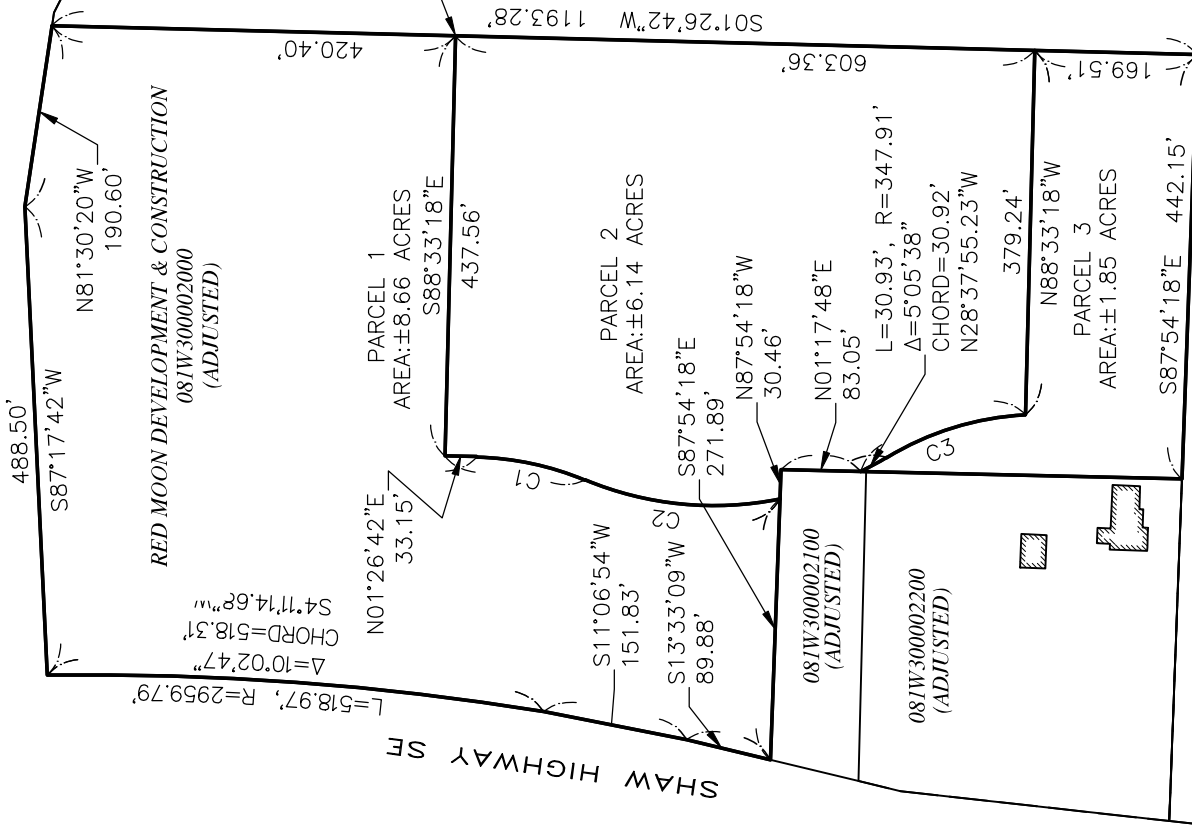 488.50'
S87°17'42"W
N81°30'20"W
190.60'
RED MOON DEVELOPMENT & CONSTRUCTION
081W300002000
(ADJUSTED)
420.40'
S01°26'42"W 1193.28'
603.36'
169.51'
PARCEL 1
AREA:±8.66 ACRES
S88°33'18"E
437.56'
N01°26'42"E
33.15'
C1
C2
PARCEL 2
AREA:±6.14 ACRES
S87°54'18"E
271.89'
N87°54'18"W
30.46'
N01°17'48"E
83.05'
L=30.93', R=347.91'
Δ=5°05'38"
CHORD=30.92'
N28°37'55.23"W
C3
379.24'
N88°33'18"W
PARCEL 3
AREA:±1.85 ACRES
S87°54'18"E 442.15'
L=518.97', R=2959.79'
Δ=10°02'47"
CHORD=518.31'
S4°11'14.68"W
S11°06'54"W
151.83'
S13°33'09"W
89.88'
SHAW HIGHWAY SE
081W300002100
(ADJUSTED)
081W300002200
(ADJUSTED)